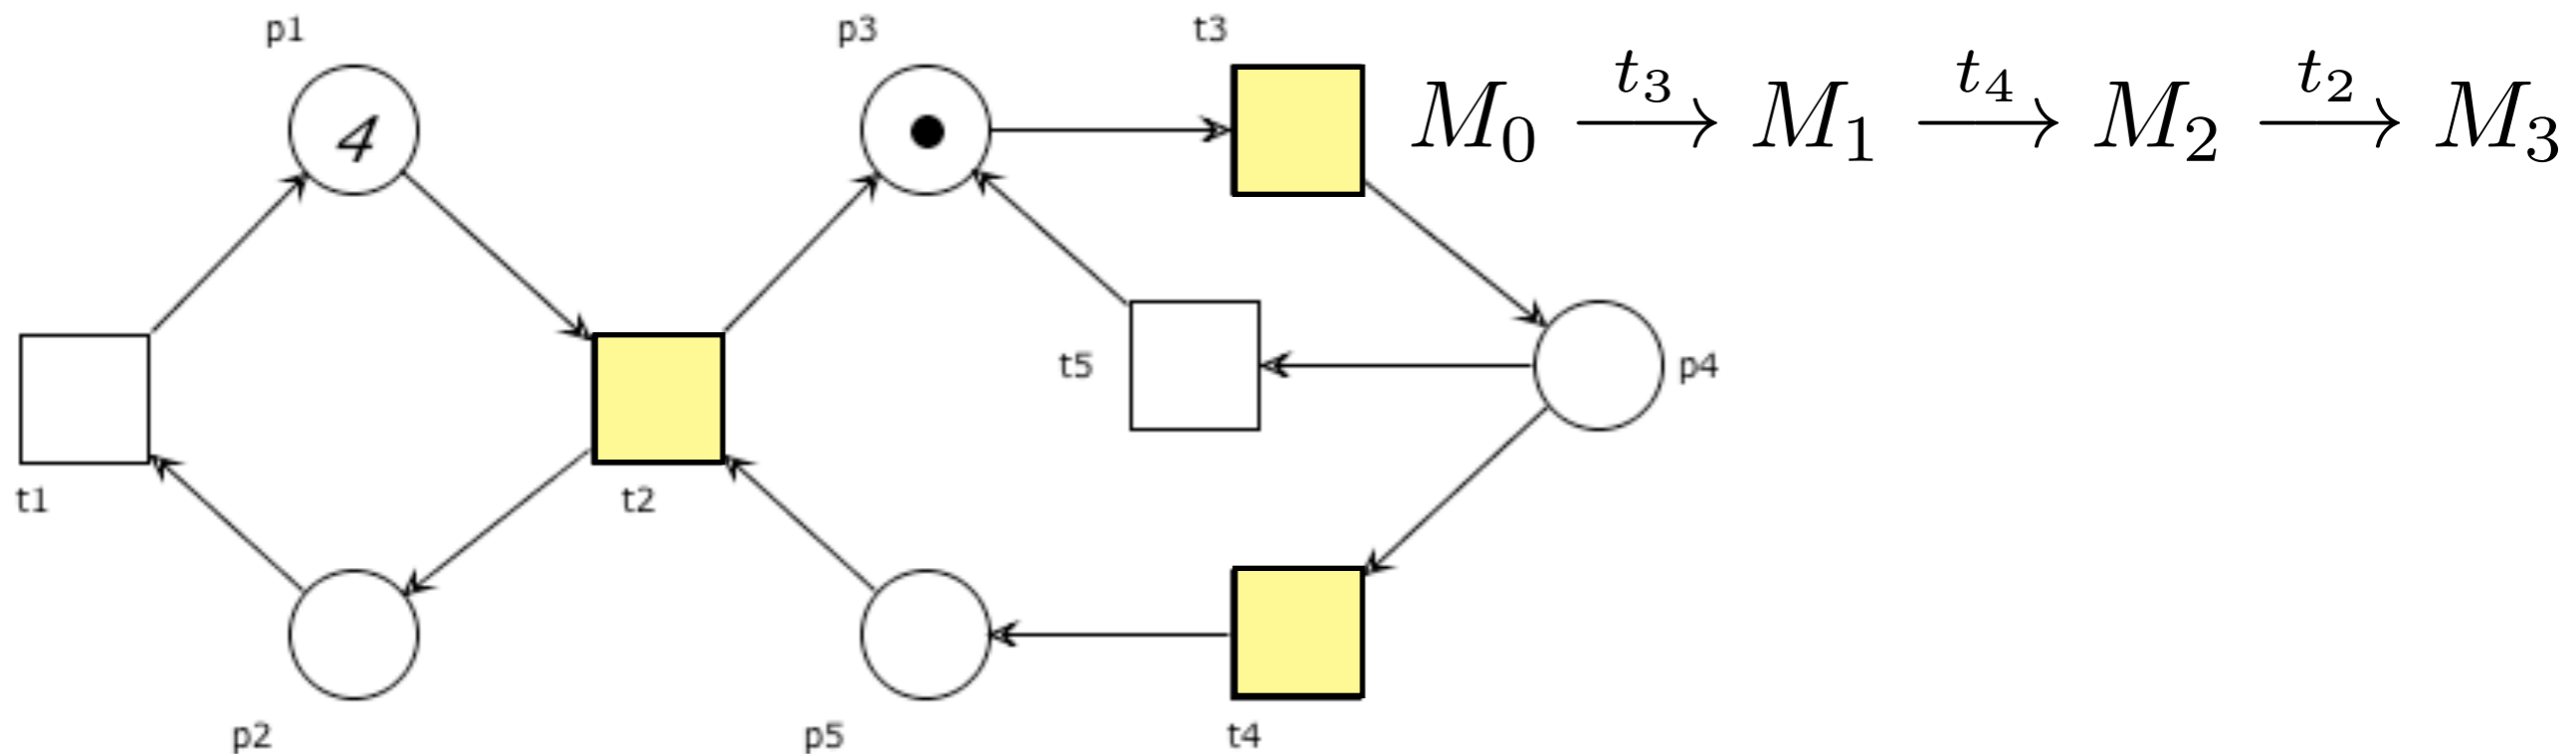 p1
p3
t3
4
M₀ —t₃→ M₁ —t₄→ M₂ —t₂→ M₃
t5
p4
t1
t2
p2
p5
t4